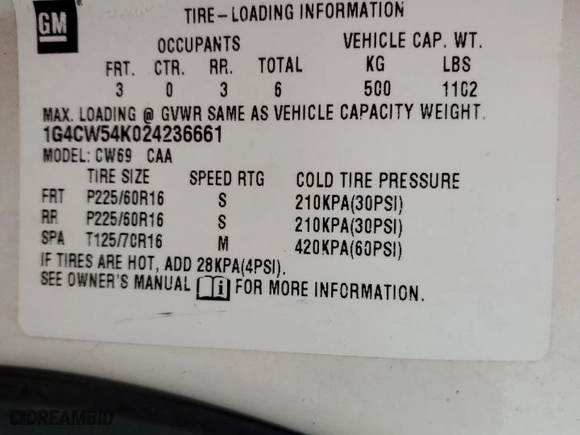 GM
®
TIRE-LOADING INFORMATION
OCCUPANTS VEHICLE CAP. WT.
FRT. CTR. RR. TOTAL KG LBS
3 0 3 6 500 1102
MAX. LOADING @ GVWR SAME AS VEHICLE CAPACITY WEIGHT.
1G4CW54K024236661
MODEL: CW69 CAA
TIRE SIZE SPEED RTG COLD TIRE PRESSURE
FRT P225/60R16 S 210KPA(30PSI)
RR P225/60R16 S 210KPA(30PSI)
SPA T125/70R16 M 420KPA(60PSI)
IF TIRES ARE HOT, ADD 28KPA(4PSI).
SEE OWNER'S MANUAL i FOR MORE INFORMATION.
DREAMBID